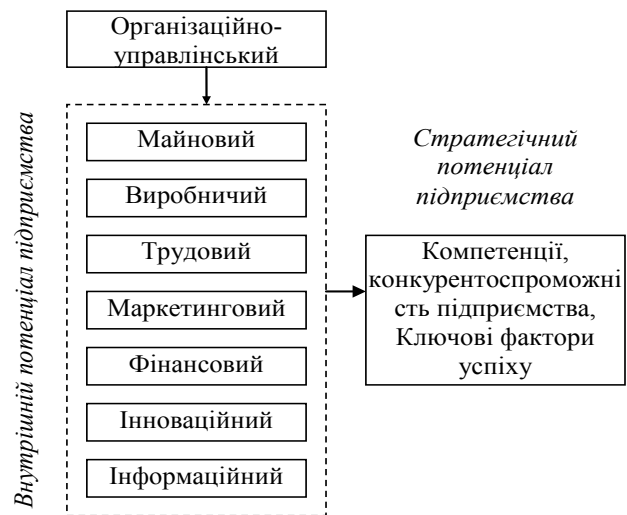 Організаційно-
управлінський
Внутрішній потенціал підприємства
Майновий
Виробничий
Трудовий
Маркетинговий
Фінансовий
Інноваційний
Інформаційний
Стратегічний
потенціал
підприємства
Компетенції,
конкурентоспроможні
сть підприємства,
Ключові фактори
успіху